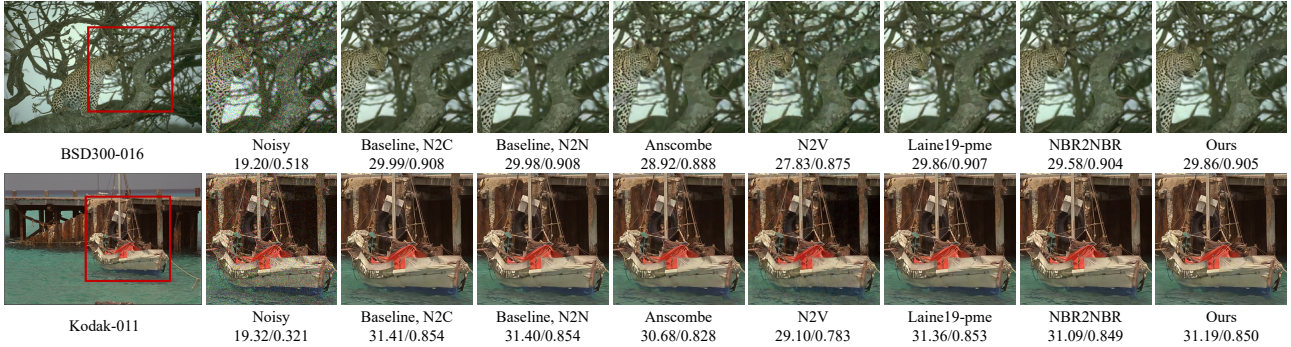 BSD300-016
Noisy
19.20/0.518
Baseline, N2C
29.99/0.908
Baseline, N2N
29.98/0.908
Anscombe
28.92/0.888
N2V
27.83/0.875
Laine19-pme
29.86/0.907
NBR2NBR
29.58/0.904
Ours
29.86/0.905
Kodak-011
Noisy
19.32/0.321
Baseline, N2C
31.41/0.854
Baseline, N2N
31.40/0.854
Anscombe
30.68/0.828
N2V
29.10/0.783
Laine19-pme
31.36/0.853
NBR2NBR
31.09/0.849
Ours
31.19/0.850